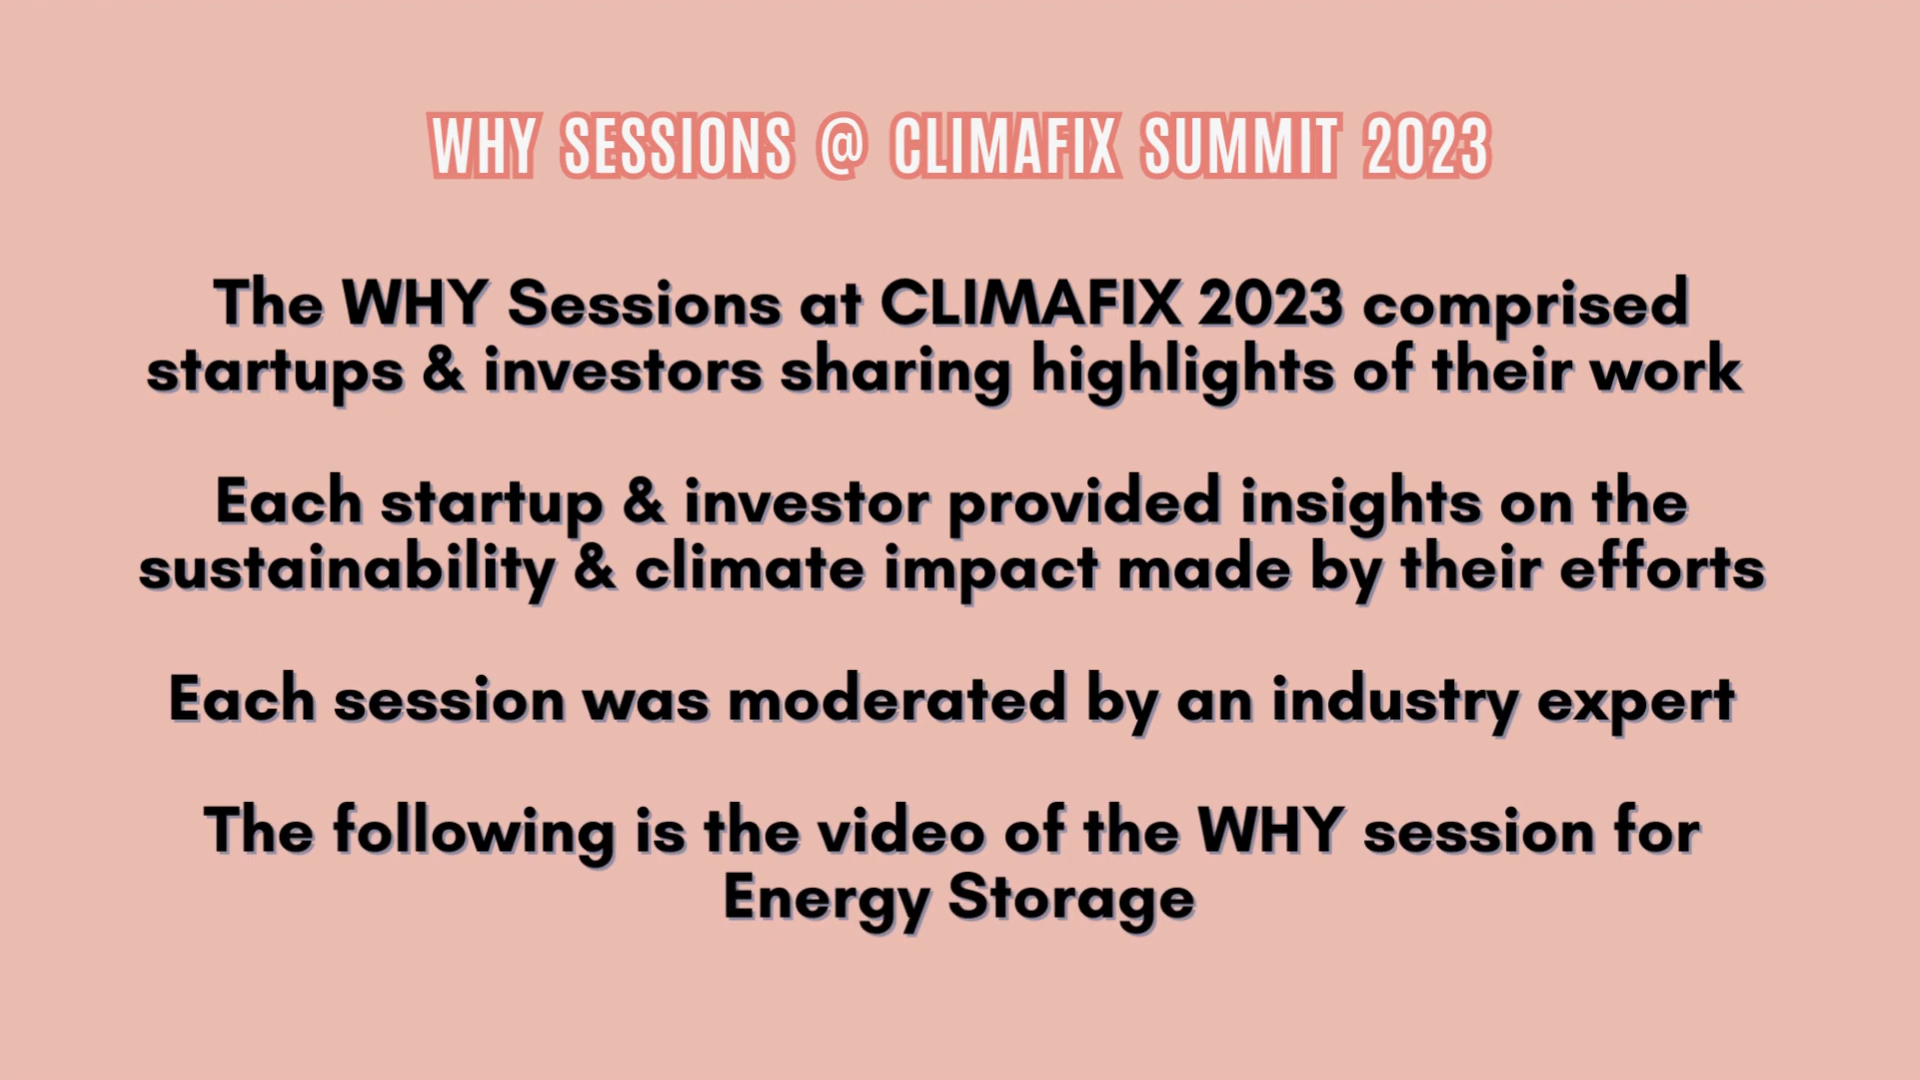 WHY SESSIONS @ CLIMAFIX SUMMIT 2023
The WHY Sessions at CLIMAFIX 2023 comprised
startups & investors sharing highlights of their work
Each startup & investor provided insights on the
sustainability & climate impact made by their efforts
Each session was moderated by an industry expert
The following is the video of the WHY session for
Energy Storage